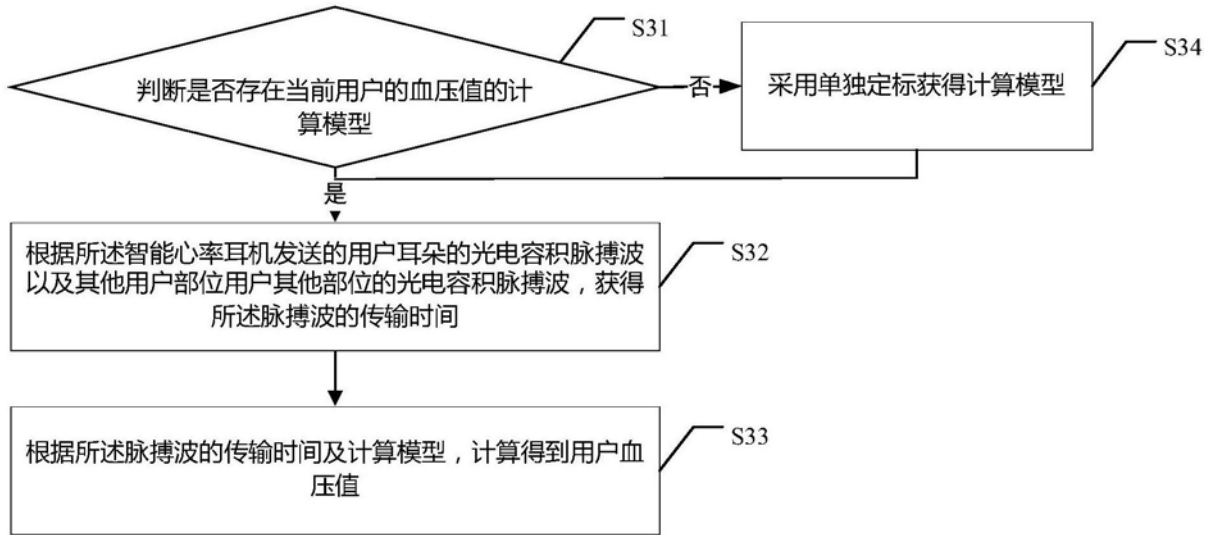 S31
判断是否存在当前用户的血压值的计
算模型
否
采用单独定标获得计算模型
S34
是
根据所述智能心率耳机发送的用户耳朵的光电容积脉搏波
以及其他用户部位用户其他部位的光电容积脉搏波，获得
所述脉搏波的传输时间
S32
根据所述脉搏波的传输时间及计算模型，计算得到用户血
压值
S33